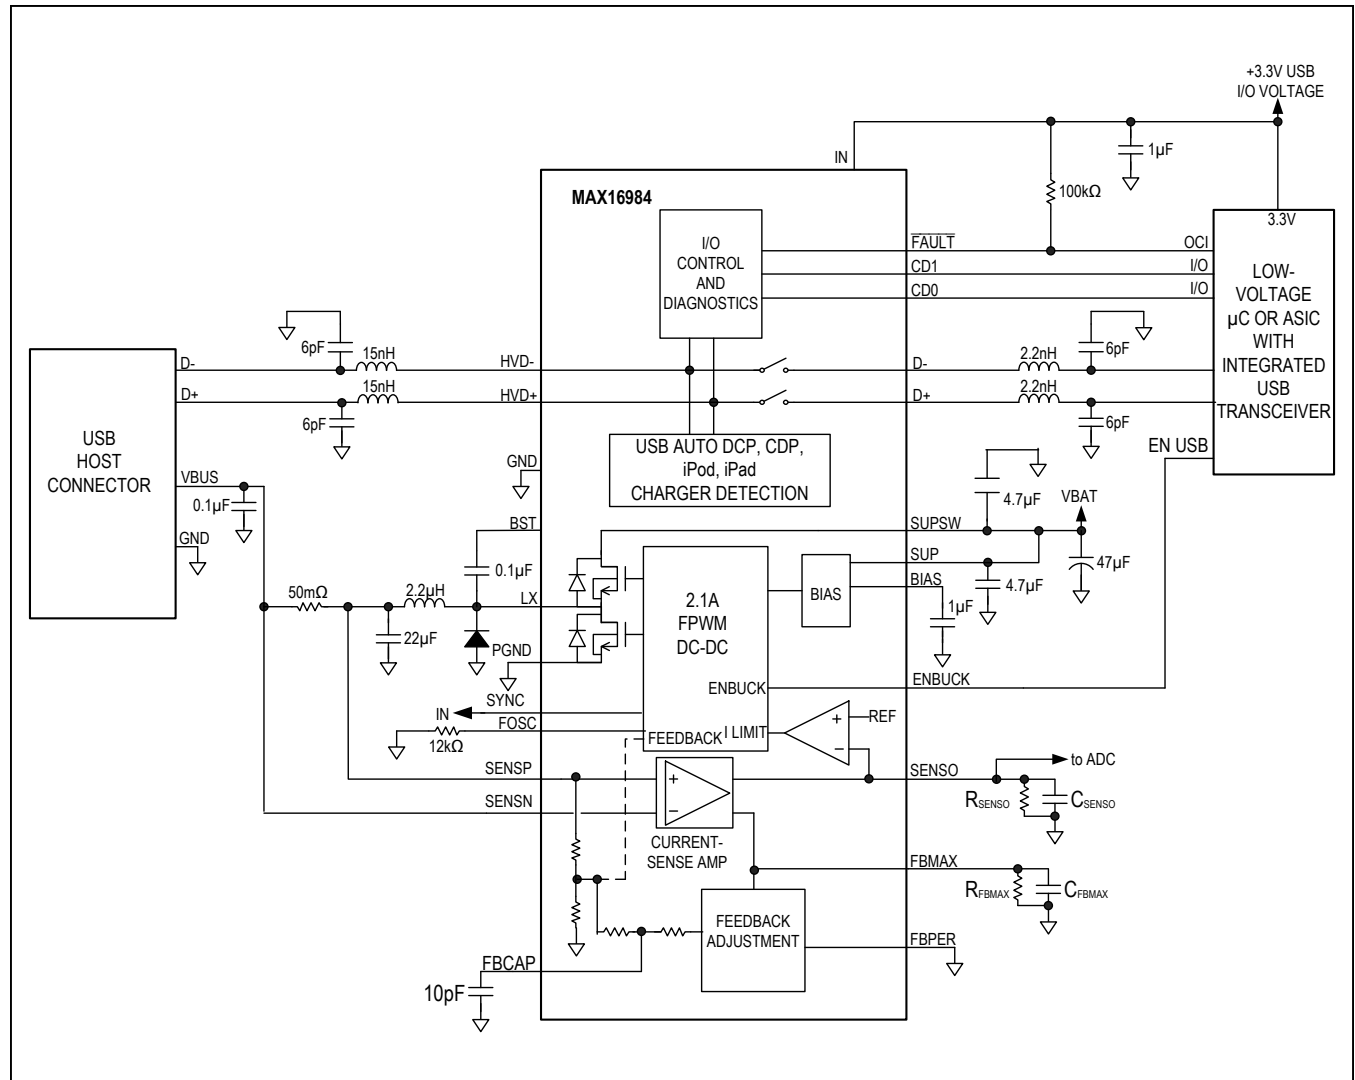 +3.3V USB
I/O VOLTAGE
IN
1µF
100kΩ
MAX16984
3.3V
I/O
CONTROL
AND
DIAGNOSTICS
FAULT
OCI
CD1
I/O
CD0
I/O
LOW-
VOLTAGE
µC OR ASIC
WITH
INTEGRATED
USB
TRANSCEIVER
6pF
15nH
HVD-
D-
D-
2.2nH
6pF
D+
15nH
HVD+
D+
2.2nH
6pF
6pF
USB
HOST
CONNECTOR
USB AUTO DCP, CDP,
iPod, iPad
CHARGER DETECTION
EN USB
GND
VBUS
0.1µF
GND
4.7µF
VBAT
BST
SUPSW
SUP
47µF
0.1µF
BIAS
BIAS
4.7µF
1µF
50mΩ
2.2µH
LX
22µF
PGND
2.1A
FPWM
DC-DC
ENBUCK
ENBUCK
SYNC
IN
FOSC
12kΩ
FEEDBACK
I LIMIT
+
−
REF
SENSP
+
−
SENSO
to ADC
SENSN
RSENSO
CSENSO
CURRENT-
SENSE AMP
FBMAX
RFBMAX
CFBMAX
FEEDBACK
ADJUSTMENT
FBPER
FBCAP
10pF